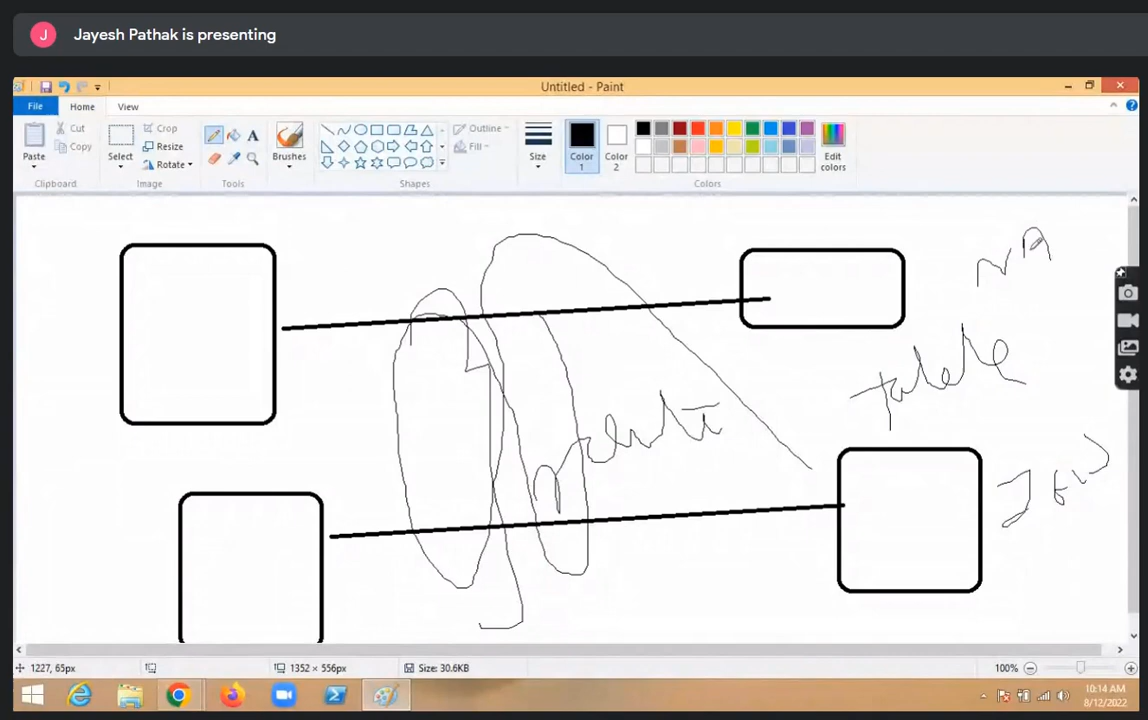 J
Jayesh Pathak is presenting
Untitled - Paint
File Home View
Paste
Cut
Copy
Clipboard
Select
Crop
Resize
Rotate
Image
A
Tools
Brushes
Shapes
Outline
Fill
Size
Color 1
Color 2
Colors
Edit colors
1227, 65px
1352 × 556px
Size: 30.6KB
100%
10:14 AM
8/12/2022